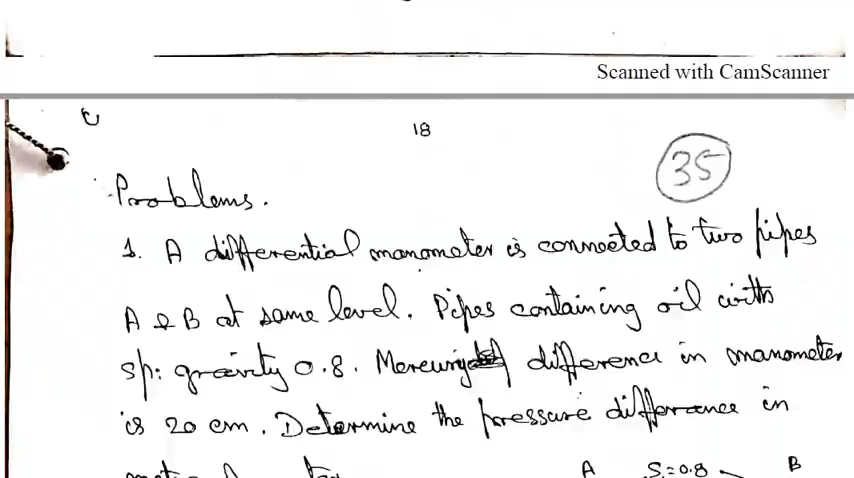 Scanned with CamScanner
18
35
Problems.
1. A differential manometer is connected to two pipes
A & B at same level. Pipes containing oil with
sp: gravity 0.8. Mercury difference in manometer
is 20 cm. Determine the pressure difference in
A S=0.8 B